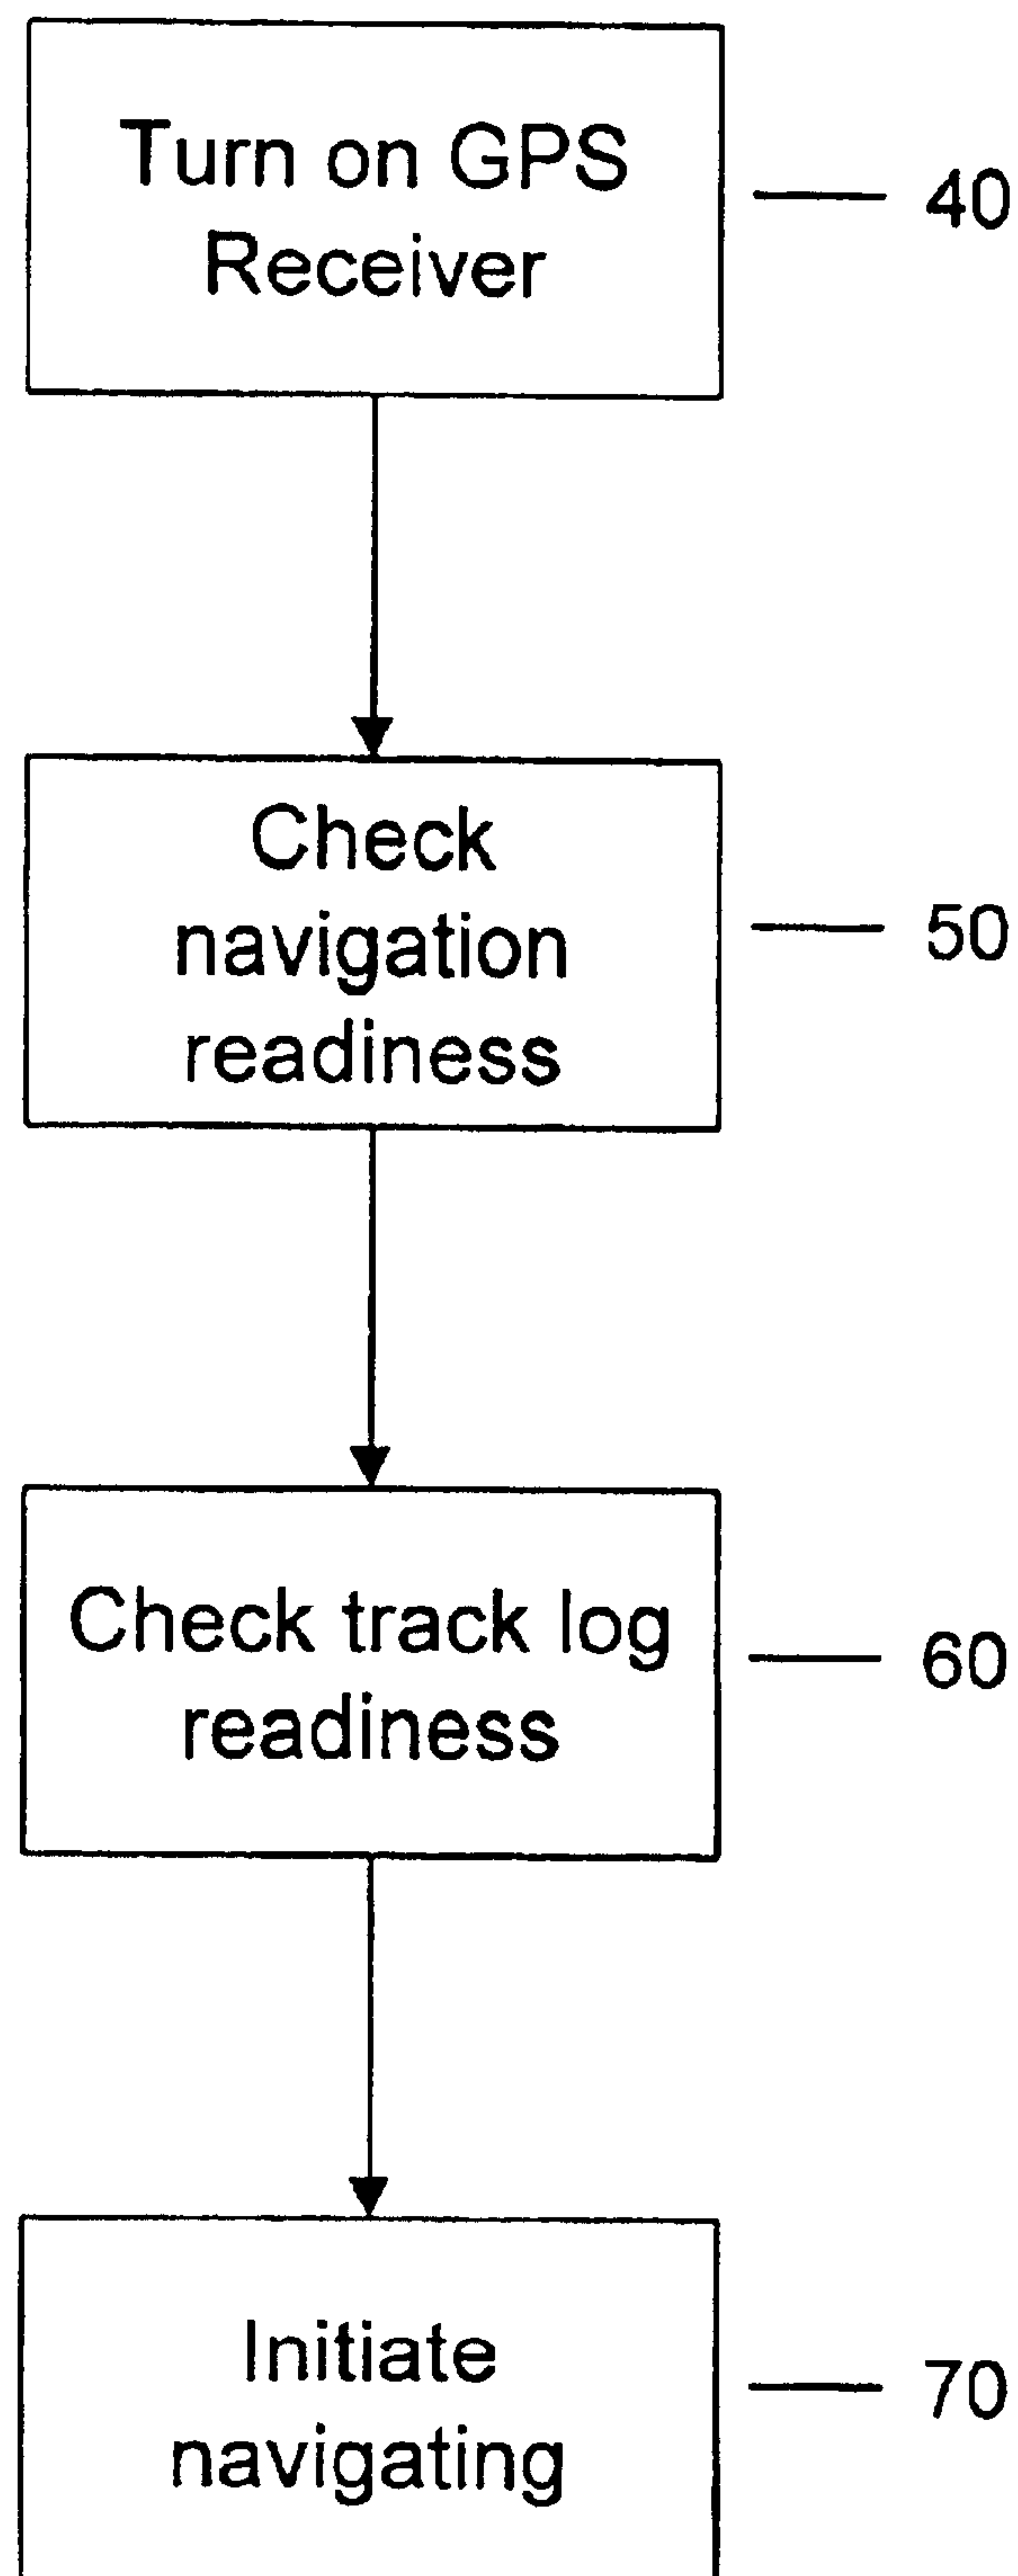 Turn on GPS
Receiver
40
Check
navigation
readiness
50
Check track log
readiness
60
Initiate
navigating
70